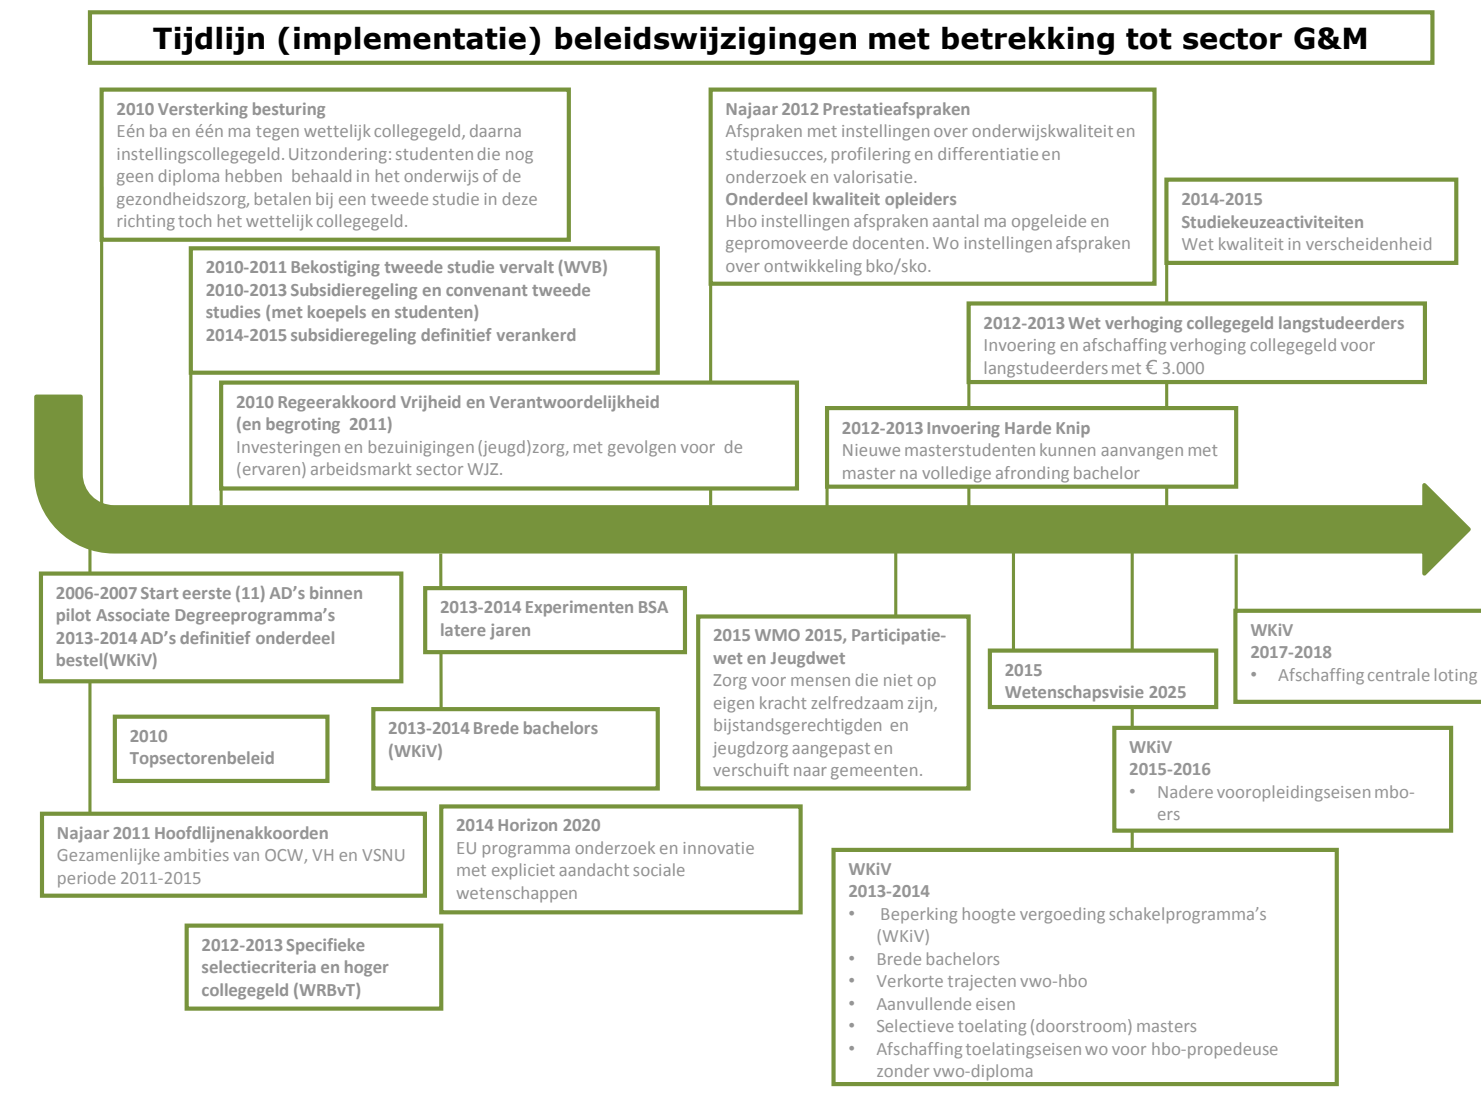 Tijdlijn (implementatie) beleidswijzigingen met betrekking tot sector G&M
2010 Versterking besturing
Eén ba en één ma tegen wettelijk collegegeld, daarna
instellingscollegegeld. Uitzondering: studenten die nog
geen diploma hebben behaald in het onderwijs of de
gezondheidszorg, betalen bij een tweede studie in deze
richting toch het wettelijk collegegeld.
2010-2011 Bekostiging tweede studie vervalt (WVB)
2010-2013 Subsidieregeling en convenant tweede
studies (met koepels en studenten)
2014-2015 subsidieregeling definitief verankerd
2010 Regeerakkoord Vrijheid en Verantwoordelijkheid
(en begroting 2011)
Investeringen en bezuinigingen (jeugd)zorg, met gevolgen voor de
(ervaren) arbeidsmarkt sector WJZ.
Najaar 2012 Prestatieafspraken
Afspraken met instellingen over onderwijskwaliteit en
studiesucces, profilering en differentiatie en
onderzoek en valorisatie.
Onderdeel kwaliteit opleiders
Hbo instellingen afspraken aantal ma opgeleide en
gepromoveerde docenten. Wo instellingen afspraken
over ontwikkeling bko/sko.
2014-2015
Studiekeuzeactiviteiten
Wet kwaliteit in verscheidenheid
2012-2013 Wet verhoging collegegeld langstudeerders
Invoering en afschaffing verhoging collegegeld voor
langstudeerders met € 3.000
2012-2013 Invoering Harde Knip
Nieuwe masterstudenten kunnen aanvangen met
master na volledige afronding bachelor
2006-2007 Start eerste (11) AD’s binnen
pilot Associate Degreeprogramma’s
2013-2014 AD’s definitief onderdeel
bestel(WKiV)
2010
Topsectorenbeleid
Najaar 2011 Hoofdlijnenakkoorden
Gezamenlijke ambities van OCW, VH en VSNU
periode 2011-2015
2012-2013 Specifieke
selectiecriteria en hoger
collegegeld (WRBvT)
2013-2014 Experimenten BSA
latere jaren
2013-2014 Brede bachelors
(WKiV)
2014 Horizon 2020
EU programma onderzoek en innovatie
met expliciet aandacht sociale
wetenschappen
2015 WMO 2015, Participatie-
wet en Jeugdwet
Zorg voor mensen die niet op
eigen kracht zelfredzaam zijn,
bijstandsgerechtigden en
jeugdzorg aangepast en
verschuift naar gemeenten.
2015
Wetenschapsvisie 2025
WKiV
2017-2018
• Afschaffing centrale loting
WKiV
2015-2016
• Nadere vooropleidingseisen mbo-
ers
WKiV
2013-2014
• Beperking hoogte vergoeding schakelprogramma’s
(WKiV)
• Brede bachelors
• Verkorte trajecten vwo-hbo
• Aanvullende eisen
• Selectieve toelating (doorstroom) masters
• Afschaffing toelatingseisen wo voor hbo-propedeuse
zonder vwo-diploma